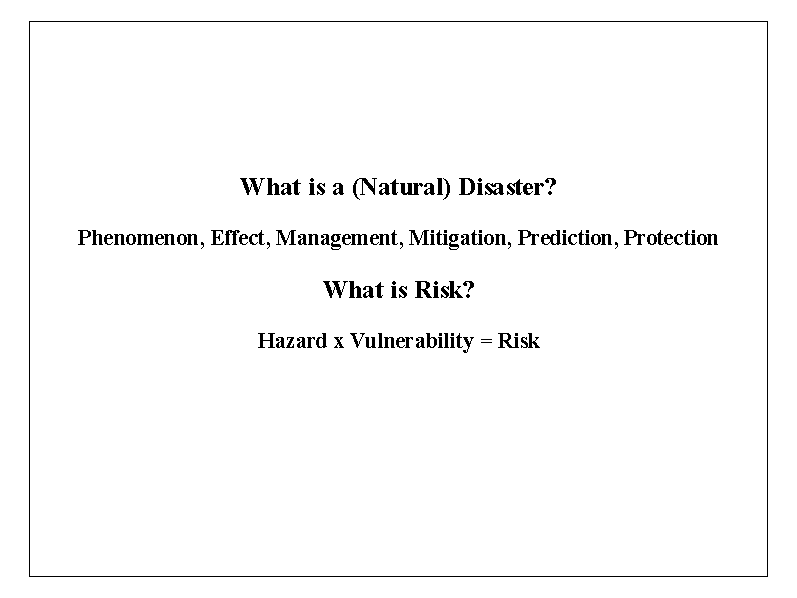 What is a (Natural) Disaster?
Phenomenon, Effect, Management, Mitigation, Prediction, Protection
What is Risk?
Hazard x Vulnerability = Risk